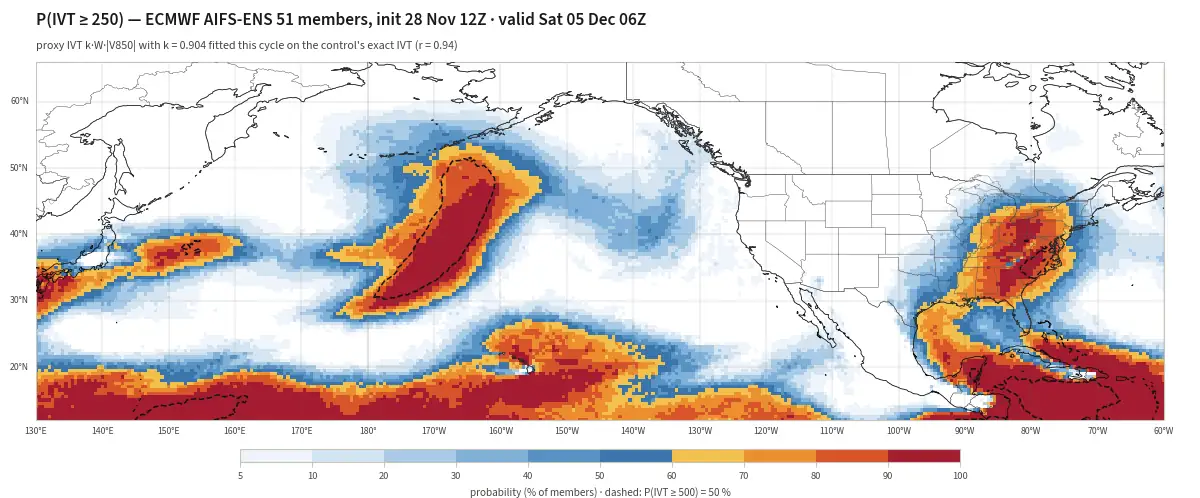 P(IVT ≥ 250) — ECMWF AIFS-ENS 51 members, init 28 Nov 12Z · valid Sat 05 Dec 06Z
proxy IVT k·W·|V850| with k = 0.904 fitted this cycle on the control's exact IVT (r = 0.94)
60°N
50°N
40°N
30°N
20°N
130°E 140°E 150°E 160°E 180° 170°W 160°W 150°W 140°W 130°W 120°W 110°W 100°W 90°W 80°W 70°W 60°W
5 10 20 30 40 50 60 70 80 90 100
probability (% of members) · dashed: P(IVT ≥ 500) = 50 %